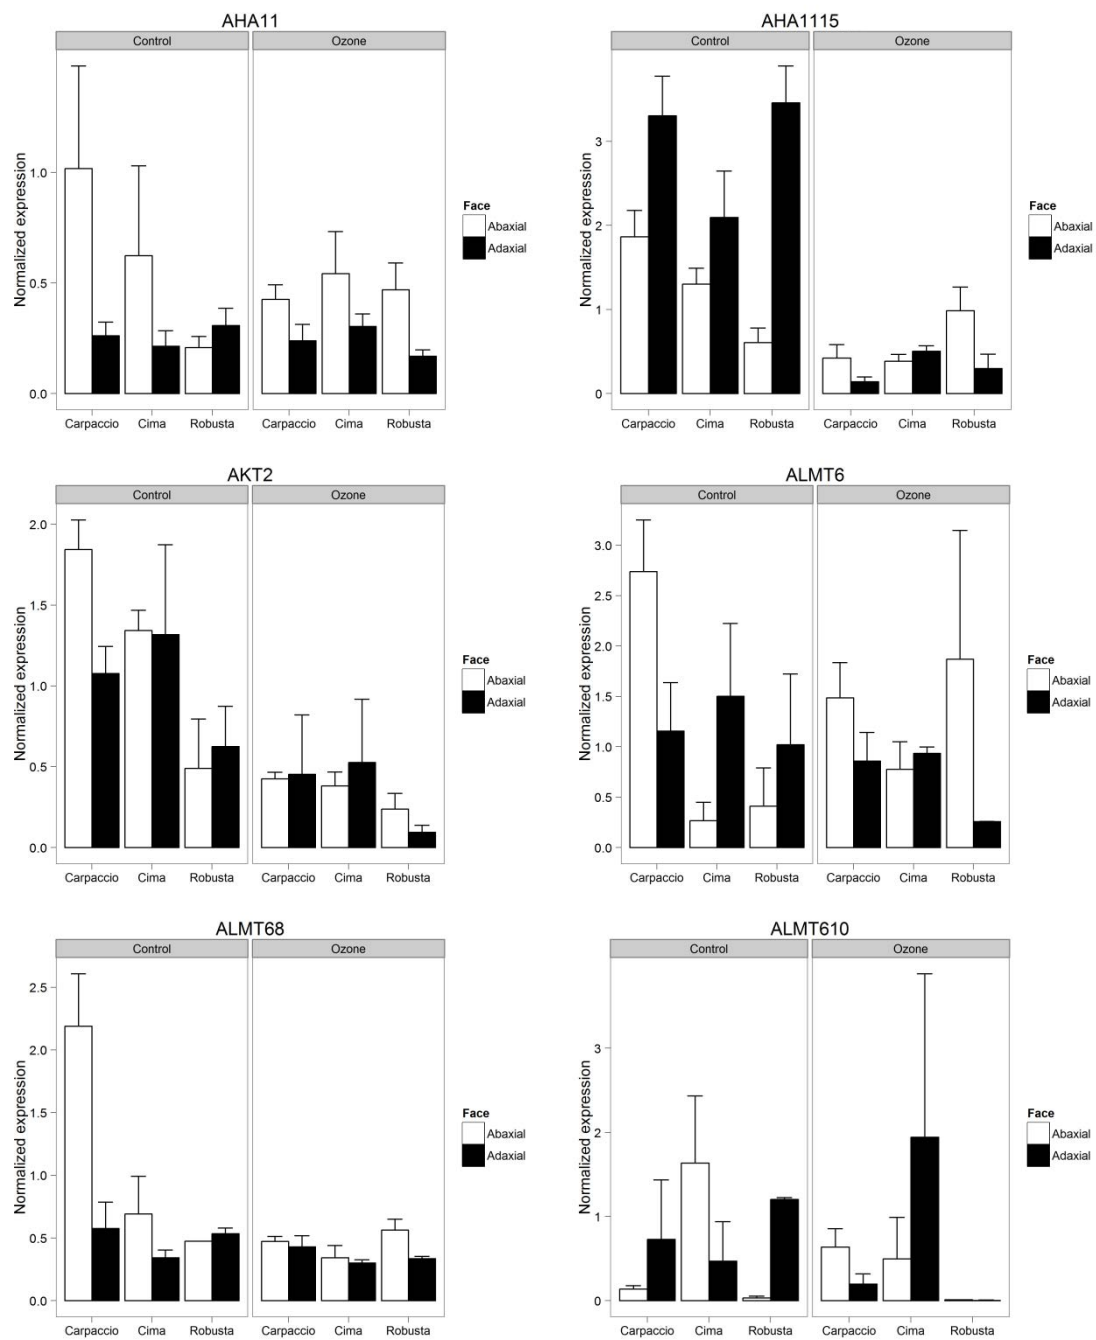 AHA11
Control Ozone
Normalized expression
1.0
0.5
0.0
Carpaccio Cima Robusta Carpaccio Cima Robusta
Face
Abaxial
Adaxial
AHA1115
Control Ozone
Normalized expression
3
2
1
0
Carpaccio Cima Robusta Carpaccio Cima Robusta
Face
Abaxial
Adaxial
AKT2
Control Ozone
Normalized expression
2.0
1.5
1.0
0.5
0.0
Carpaccio Cima Robusta Carpaccio Cima Robusta
Face
Abaxial
Adaxial
ALMT6
Control Ozone
Normalized expression
3.0
2.5
2.0
1.5
1.0
0.5
0.0
Carpaccio Cima Robusta Carpaccio Cima Robusta
Face
Abaxial
Adaxial
ALMT68
Control Ozone
Normalized expression
2.5
2.0
1.5
1.0
0.5
0.0
Carpaccio Cima Robusta Carpaccio Cima Robusta
Face
Abaxial
Adaxial
ALMT610
Control Ozone
Normalized expression
3
2
1
0
Carpaccio Cima Robusta Carpaccio Cima Robusta
Face
Abaxial
Adaxial